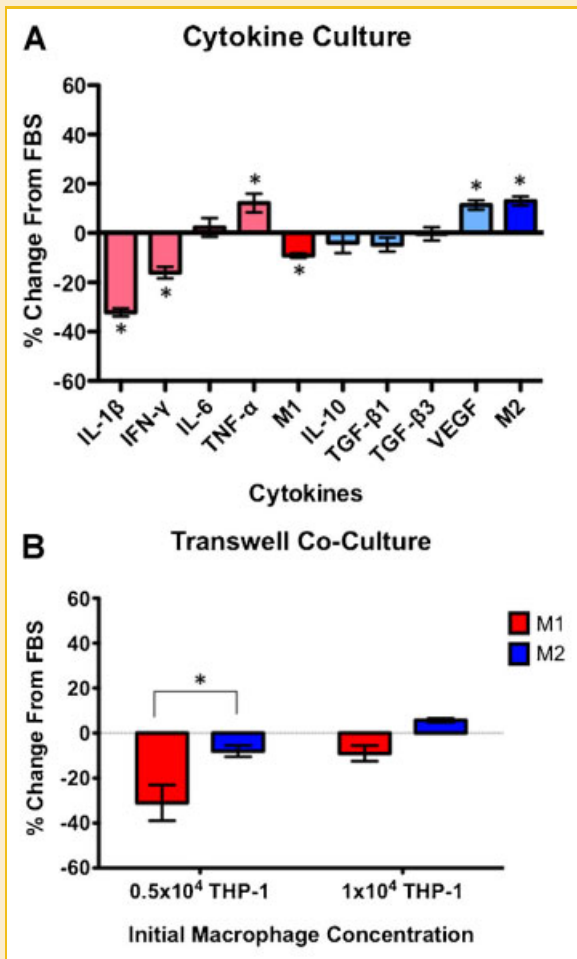 A
Cytokine Culture
% Change From FBS
60
40
20
0
-20
-40
-60
*
*
*
*
*
*
IL-1β
IFN-γ
IL-6
TNF-α
M1
IL-10
TGF-β1
TGF-β3
VEGF
M2
Cytokines
B
Transwell Co-Culture
% Change From FBS
60
40
20
0
-20
-40
-60
*
M1
M2
0.5x10⁴ THP-1
1x10⁴ THP-1
Initial Macrophage Concentration